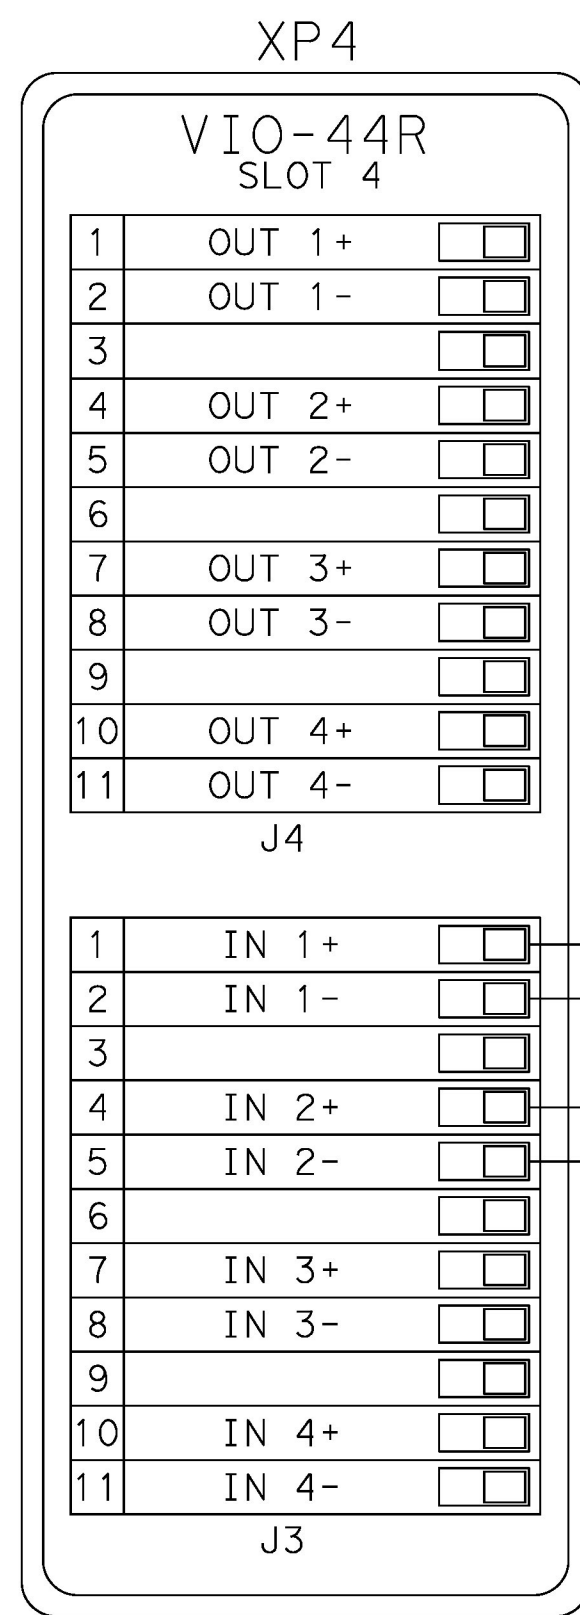 XP4
VIO-44R
SLOT 4
1 OUT 1+
2 OUT 1-
3
4 OUT 2+
5 OUT 2-
6
7 OUT 3+
8 OUT 3-
9
10 OUT 4+
11 OUT 4-
J4
1 IN 1+
2 IN 1-
3
4 IN 2+
5 IN 2-
6
7 IN 3+
8 IN 3-
9
10 IN 4+
11 IN 4-
J3